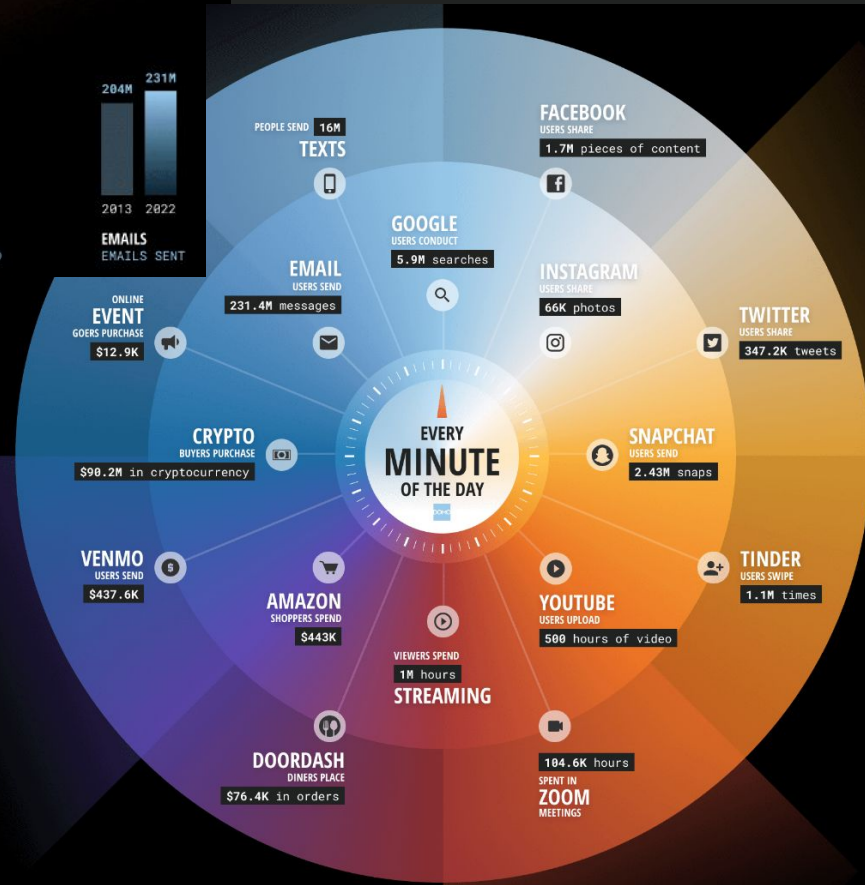 204M 231M
2013 2022
EMAILS
EMAILS SENT
PEOPLE SEND 16M
TEXTS
FACEBOOK
USERS SHARE
1.7M pieces of content
GOOGLE
USERS CONDUCT
5.9M searches
EMAIL
USERS SEND
231.4M messages
INSTAGRAM
USERS SHARE
66K photos
ONLINE
EVENT
GOERS PURCHASE
$12.9K
TWITTER
USERS SHARE
347.2K tweets
CRYPTO
BUYERS PURCHASE
$90.2M in cryptocurrency
EVERY
MINUTE
OF THE DAY
DOMO
SNAPCHAT
USERS SEND
2.43M snaps
VENMO
USERS SEND
$437.6K
AMAZON
SHOPPERS SPEND
$443K
YOUTUBE
USERS UPLOAD
500 hours of video
TINDER
USERS SWIPE
1.1M times
VIEWERS SPEND
1M hours
STREAMING
DOORDASH
DINERS PLACE
$76.4K in orders
104.6K hours
SPENT IN
ZOOM
MEETINGS